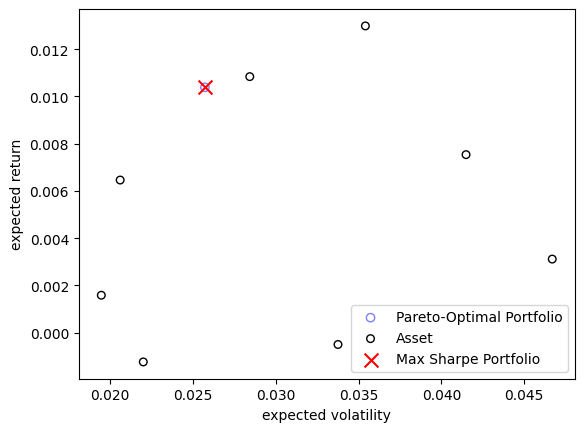 0.012
0.010
0.008
0.006
0.004
0.002
0.000
expected return
Pareto-Optimal Portfolio
Asset
Max Sharpe Portfolio
0.020 0.025 0.030 0.035 0.040 0.045
expected volatility